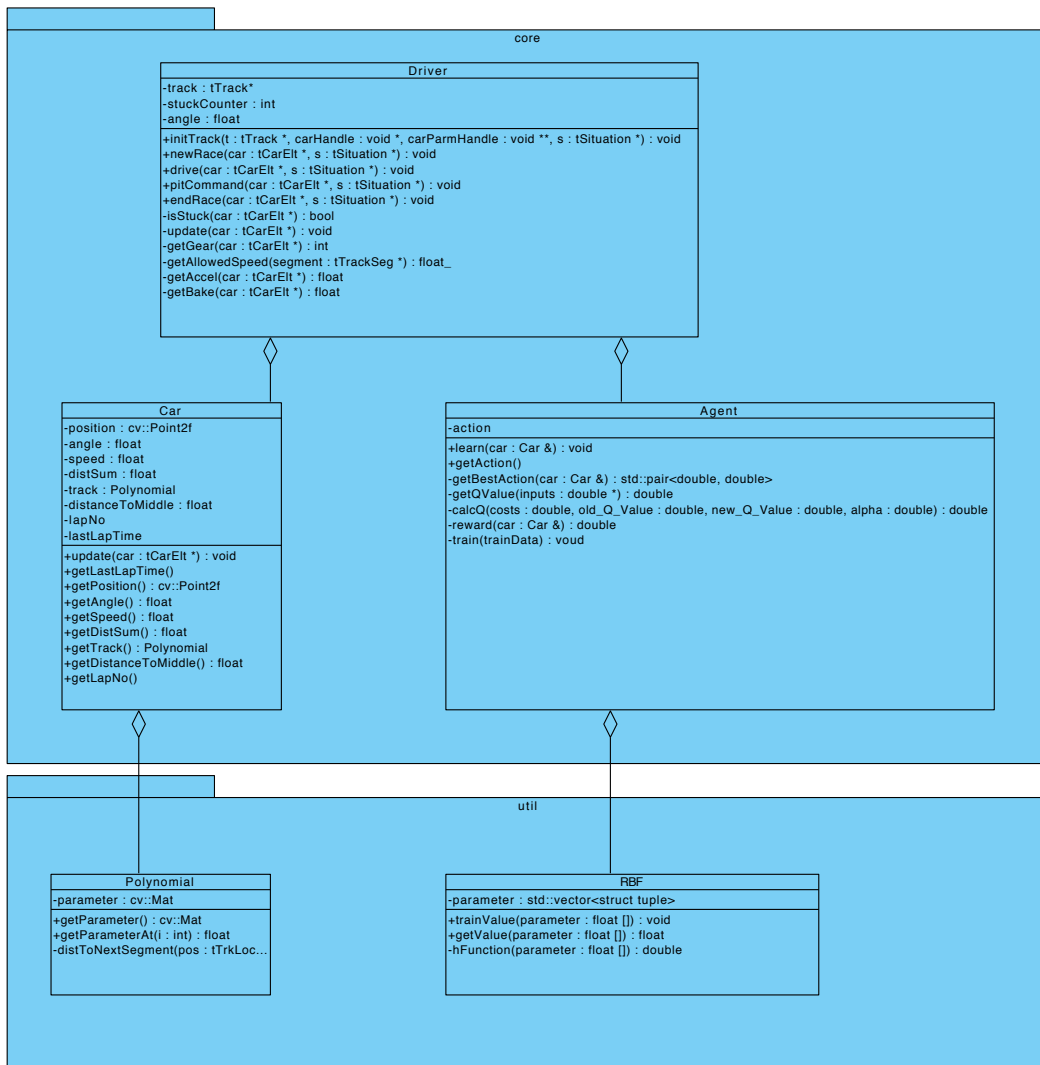 core
Driver
-track : tTrack*
-stuckCounter : int
-angle : float
+initTrack(t : tTrack *, carHandle : void *, carParmHandle : void **, s : tSituation *) : void
+newRace(car : tCarElt *, s : tSituation *) : void
+drive(car : tCarElt *, s : tSituation *) : void
+pitCommand(car : tCarElt *, s : tSituation *) : void
+endRace(car : tCarElt *, s : tSituation *) : void
-isStuck(car : tCarElt *) : bool
-update(car : tCarElt *) : void
-getGear(car : tCarElt *) : int
-getAllowedSpeed(segment : tTrackSeg *) : float_
-getAccel(car : tCarElt *) : float
-getBake(car : tCarElt *) : float
Car
-position : cv::Point2f
-angle : float
-speed : float
-distSum : float
-track : Polynomial
-distanceToMiddle : float
-lapNo
-lastLapTime
+update(car : tCarElt *) : void
+getLastLapTime()
+getPosition() : cv::Point2f
+getAngle() : float
+getSpeed() : float
+getDistSum() : float
+getTrack() : Polynomial
+getDistanceToMiddle() : float
+getLapNo()
Agent
-action
+learn(car : Car &) : void
+getAction()
-getBestAction(car : Car &) : std::pair<double, double>
-getQValue(inputs : double *) : double
-calcQ(costs : double, old_Q_Value : double, new_Q_Value : double, alpha : double) : double
-reward(car : Car &) : double
-train(trainData) : voud
util
Polynomial
-parameter : cv::Mat
+getParameter() : cv::Mat
+getParameterAt(i : int) : float
-distToNextSegment(pos : tTrkLoc...
RBF
-parameter : std::vector<struct tuple>
+trainValue(parameter : float []) : void
+getValue(parameter : float []) : float
-hFunction(parameter : float []) : double